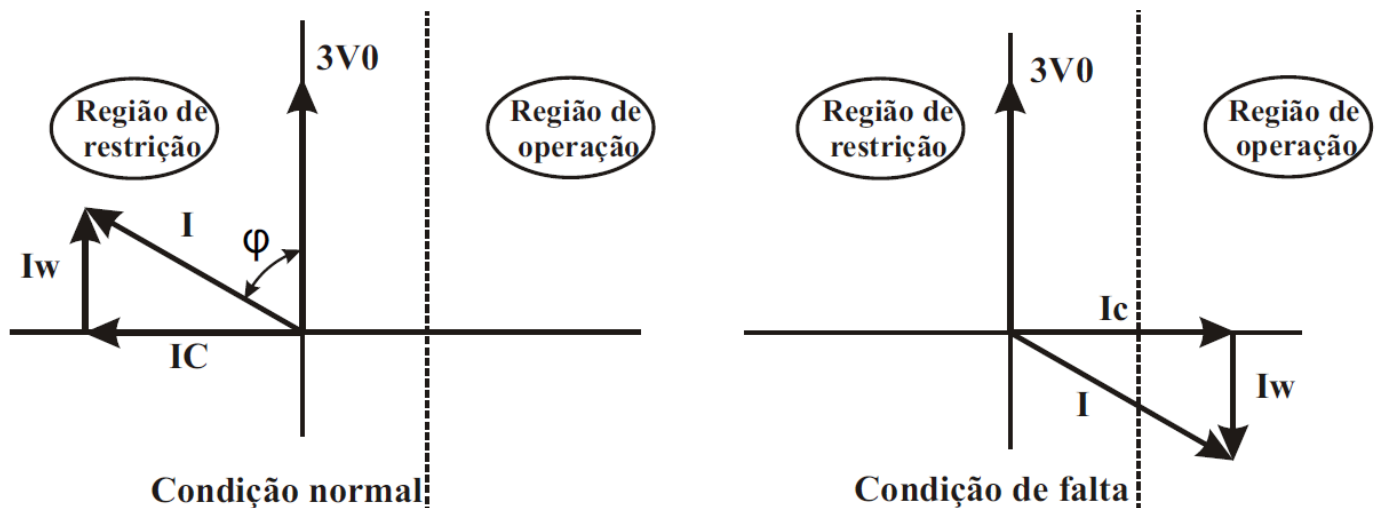 3V0
Região de
restrição
Região de
operação
I
φ
Iw
IC
Condição normal
3V0
Região de
restrição
Região de
operação
Ic
I
Iw
Condição de falta